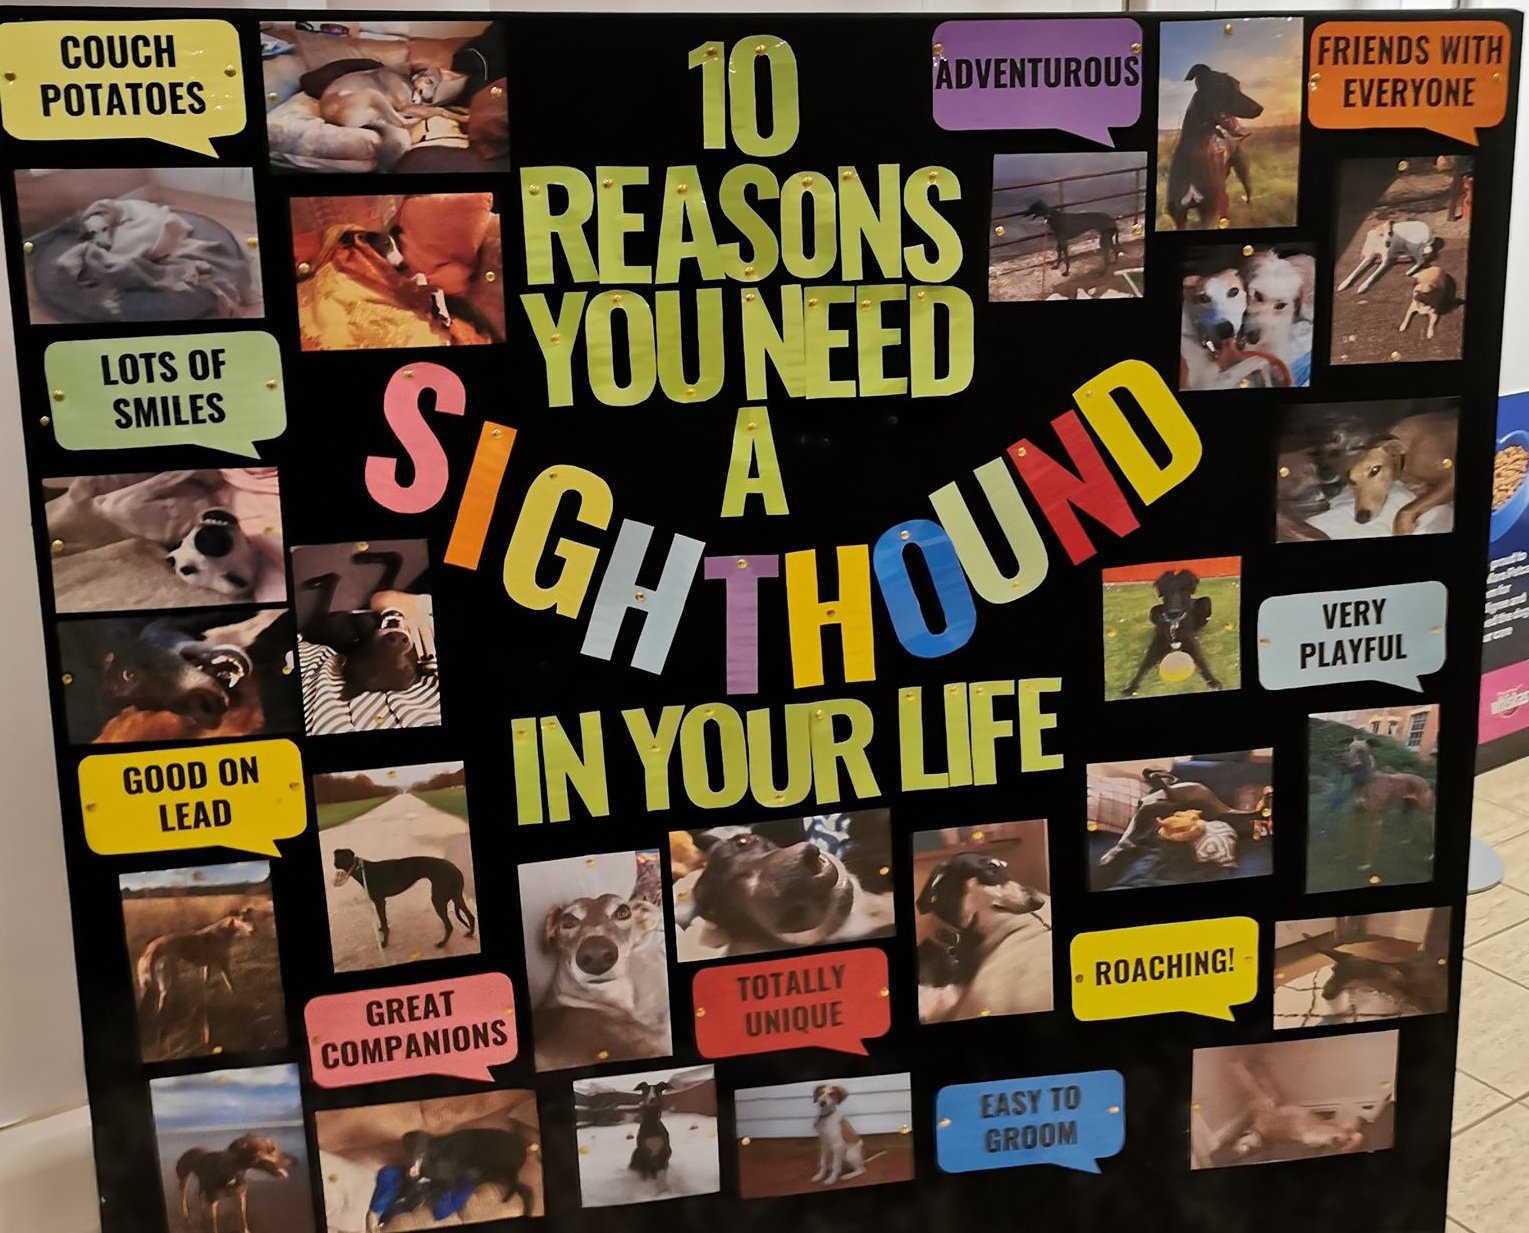 COUCH
POTATOES
10
REASONS
YOU NEED
A
SIGHTHOUND
IN YOUR LIFE
ADVENTUROUS
FRIENDS WITH
EVERYONE
LOTS OF
SMILES
VERY
PLAYFUL
GOOD ON
LEAD
GREAT
COMPANIONS
TOTALLY
UNIQUE
ROACHING!
EASY TO
GROOM